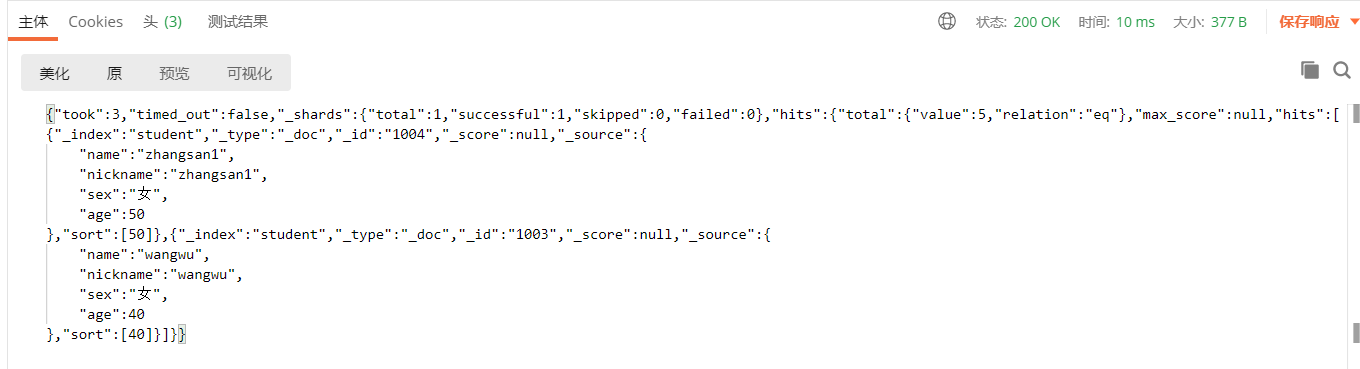 主体 Cookies 头 (3) 测试结果 状态: 200 OK 时间: 10 ms 大小: 377 B 保存响应
美化 原 预览 可视化
{"took":3,"timed_out":false,"_shards":{"total":1,"successful":1,"skipped":0,"failed":0},"hits":{"total":{"value":5,"relation":"eq"},"max_score":null,"hits":[
{"_index":"student","_type":"_doc","_id":"1004","_score":null,"_source":{
"name":"zhangsan1",
"nickname":"zhangsan1",
"sex":"女",
"age":50
},"sort":[50]},{"_index":"student","_type":"_doc","_id":"1003","_score":null,"_source":{
"name":"wangwu",
"nickname":"wangwu",
"sex":"女",
"age":40
},"sort":[40]}]}}